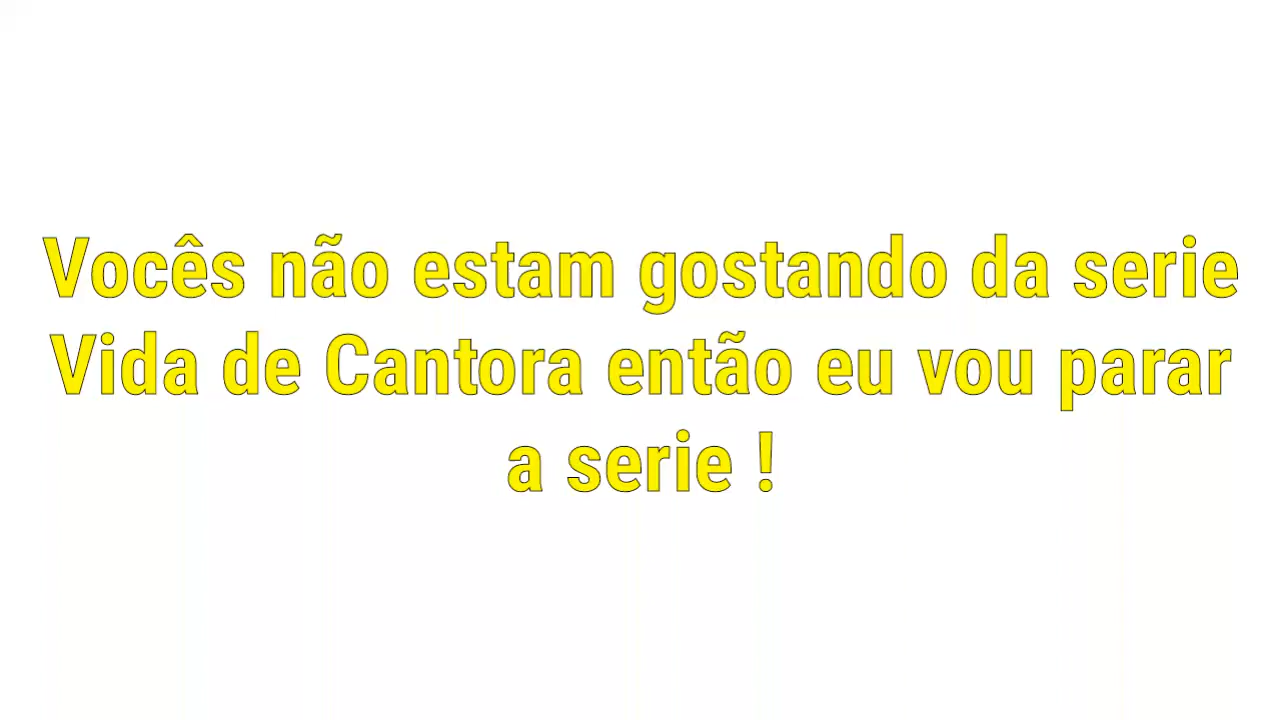 Vocês não estam gostando da serie
Vida de Cantora então eu vou parar
a serie !